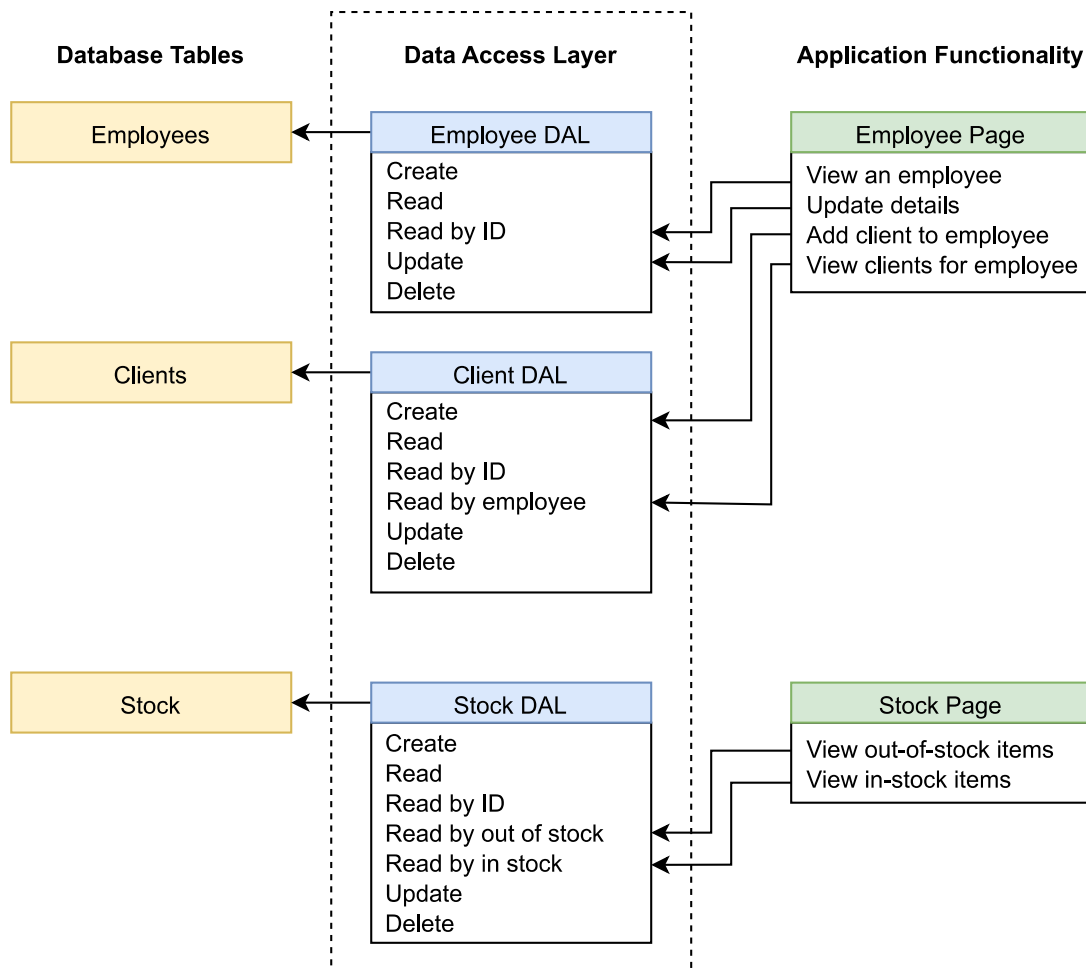 Database Tables
Data Access Layer
Application Functionality
Employees
Employee DAL
Create
Read
Read by ID
Update
Delete
Employee Page
View an employee
Update details
Add client to employee
View clients for employee
Clients
Client DAL
Create
Read
Read by ID
Read by employee
Update
Delete
Stock
Stock DAL
Create
Read
Read by ID
Read by out of stock
Read by in stock
Update
Delete
Stock Page
View out-of-stock items
View in-stock items